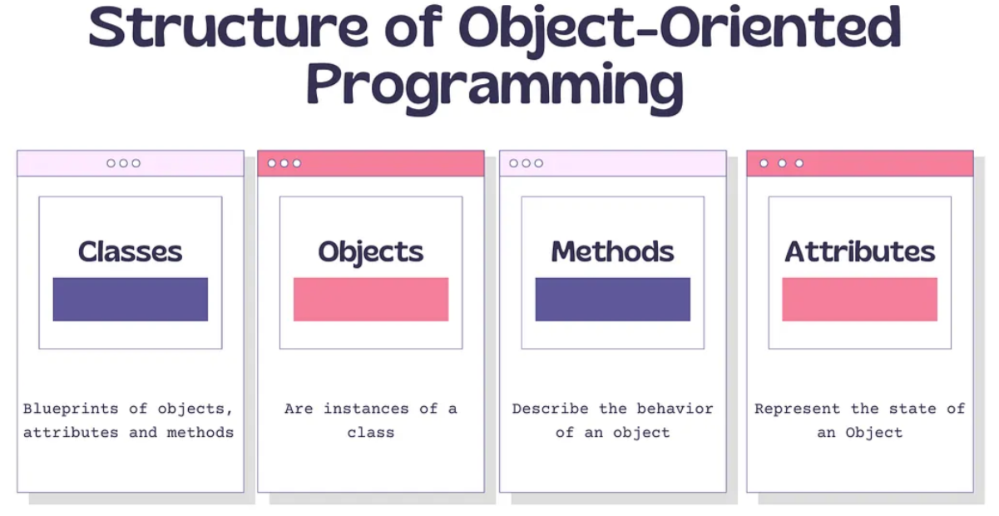 Structure of Object-Oriented
Programming
Classes
Blueprints of objects,
attributes and methods
Objects
Are instances of a
class
Methods
Describe the behavior
of an object
Attributes
Represent the state of
an Object